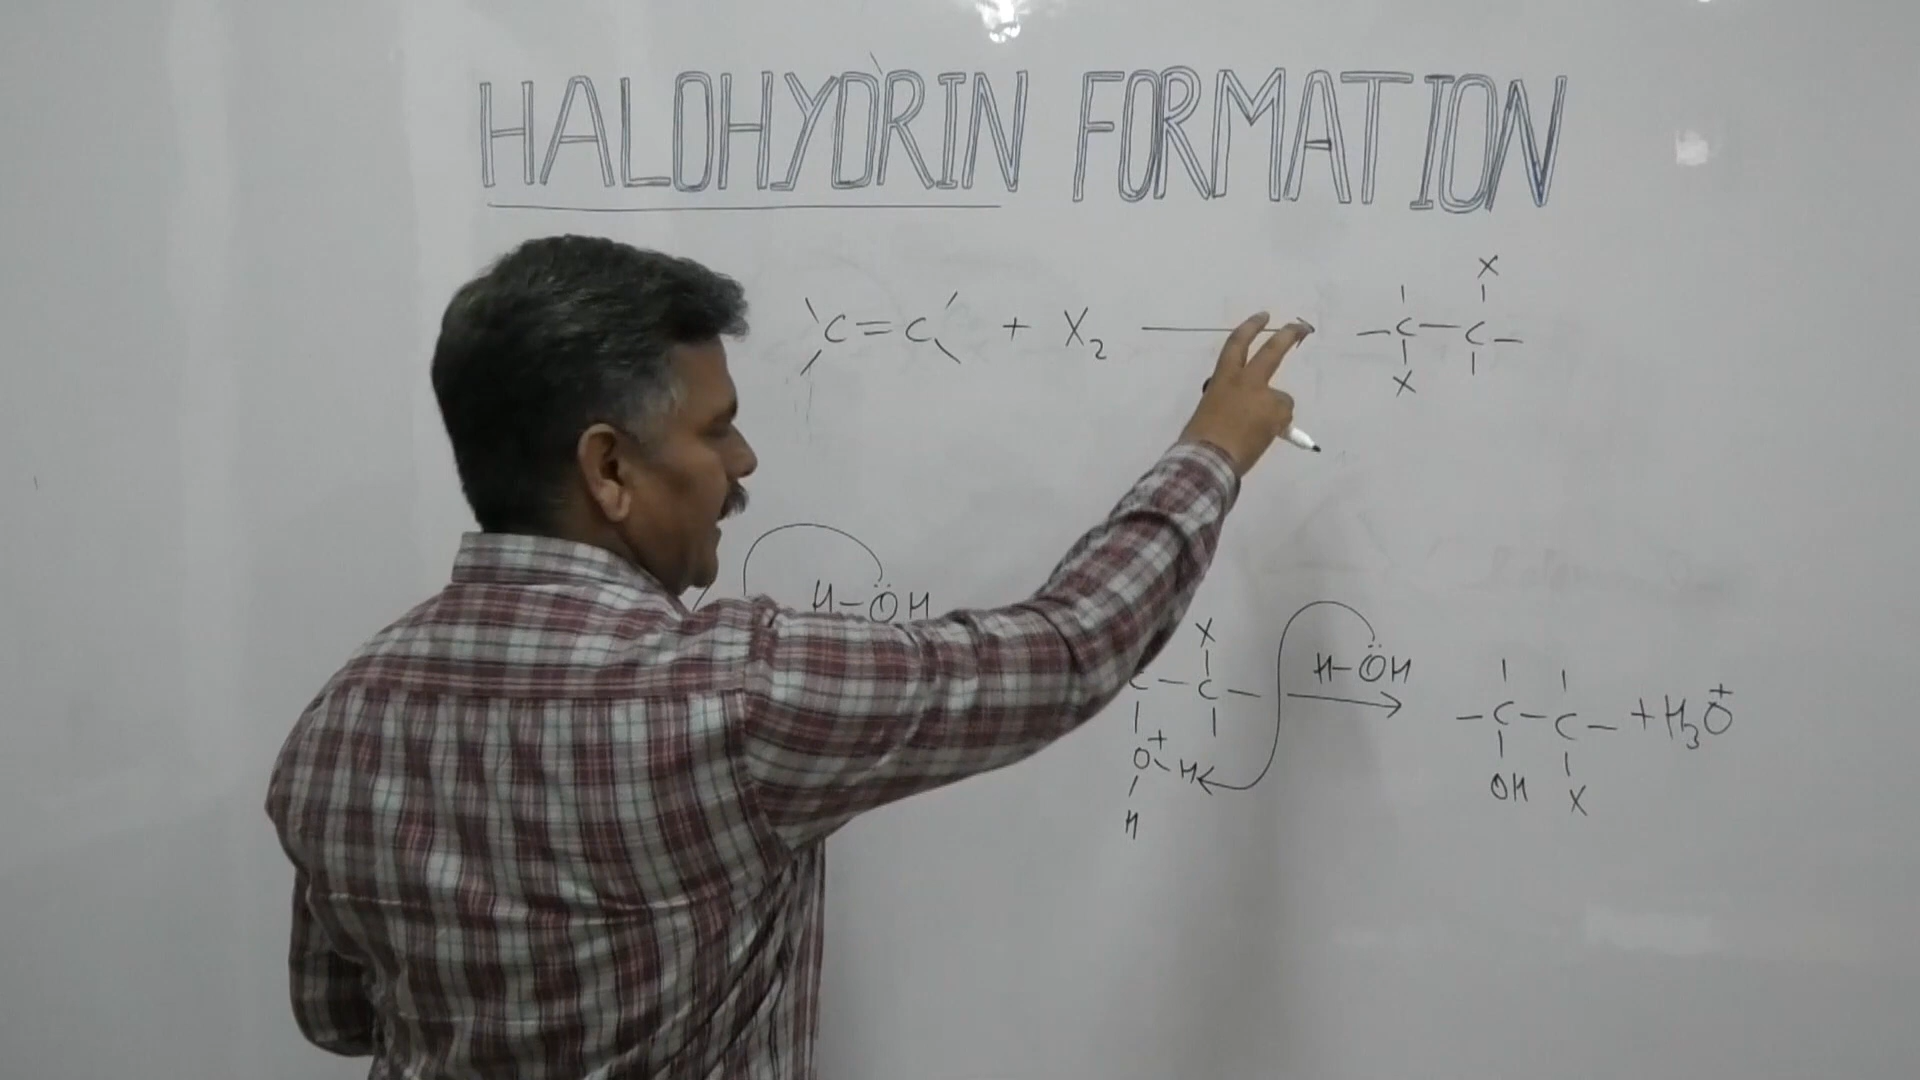 HALOHYDRIN FORMATION
X
C=C + X2 → -C-C-
X
H-ÖH
X H-ÖH
C-C- → -C-C- + H3O+
O+-H OH X
H